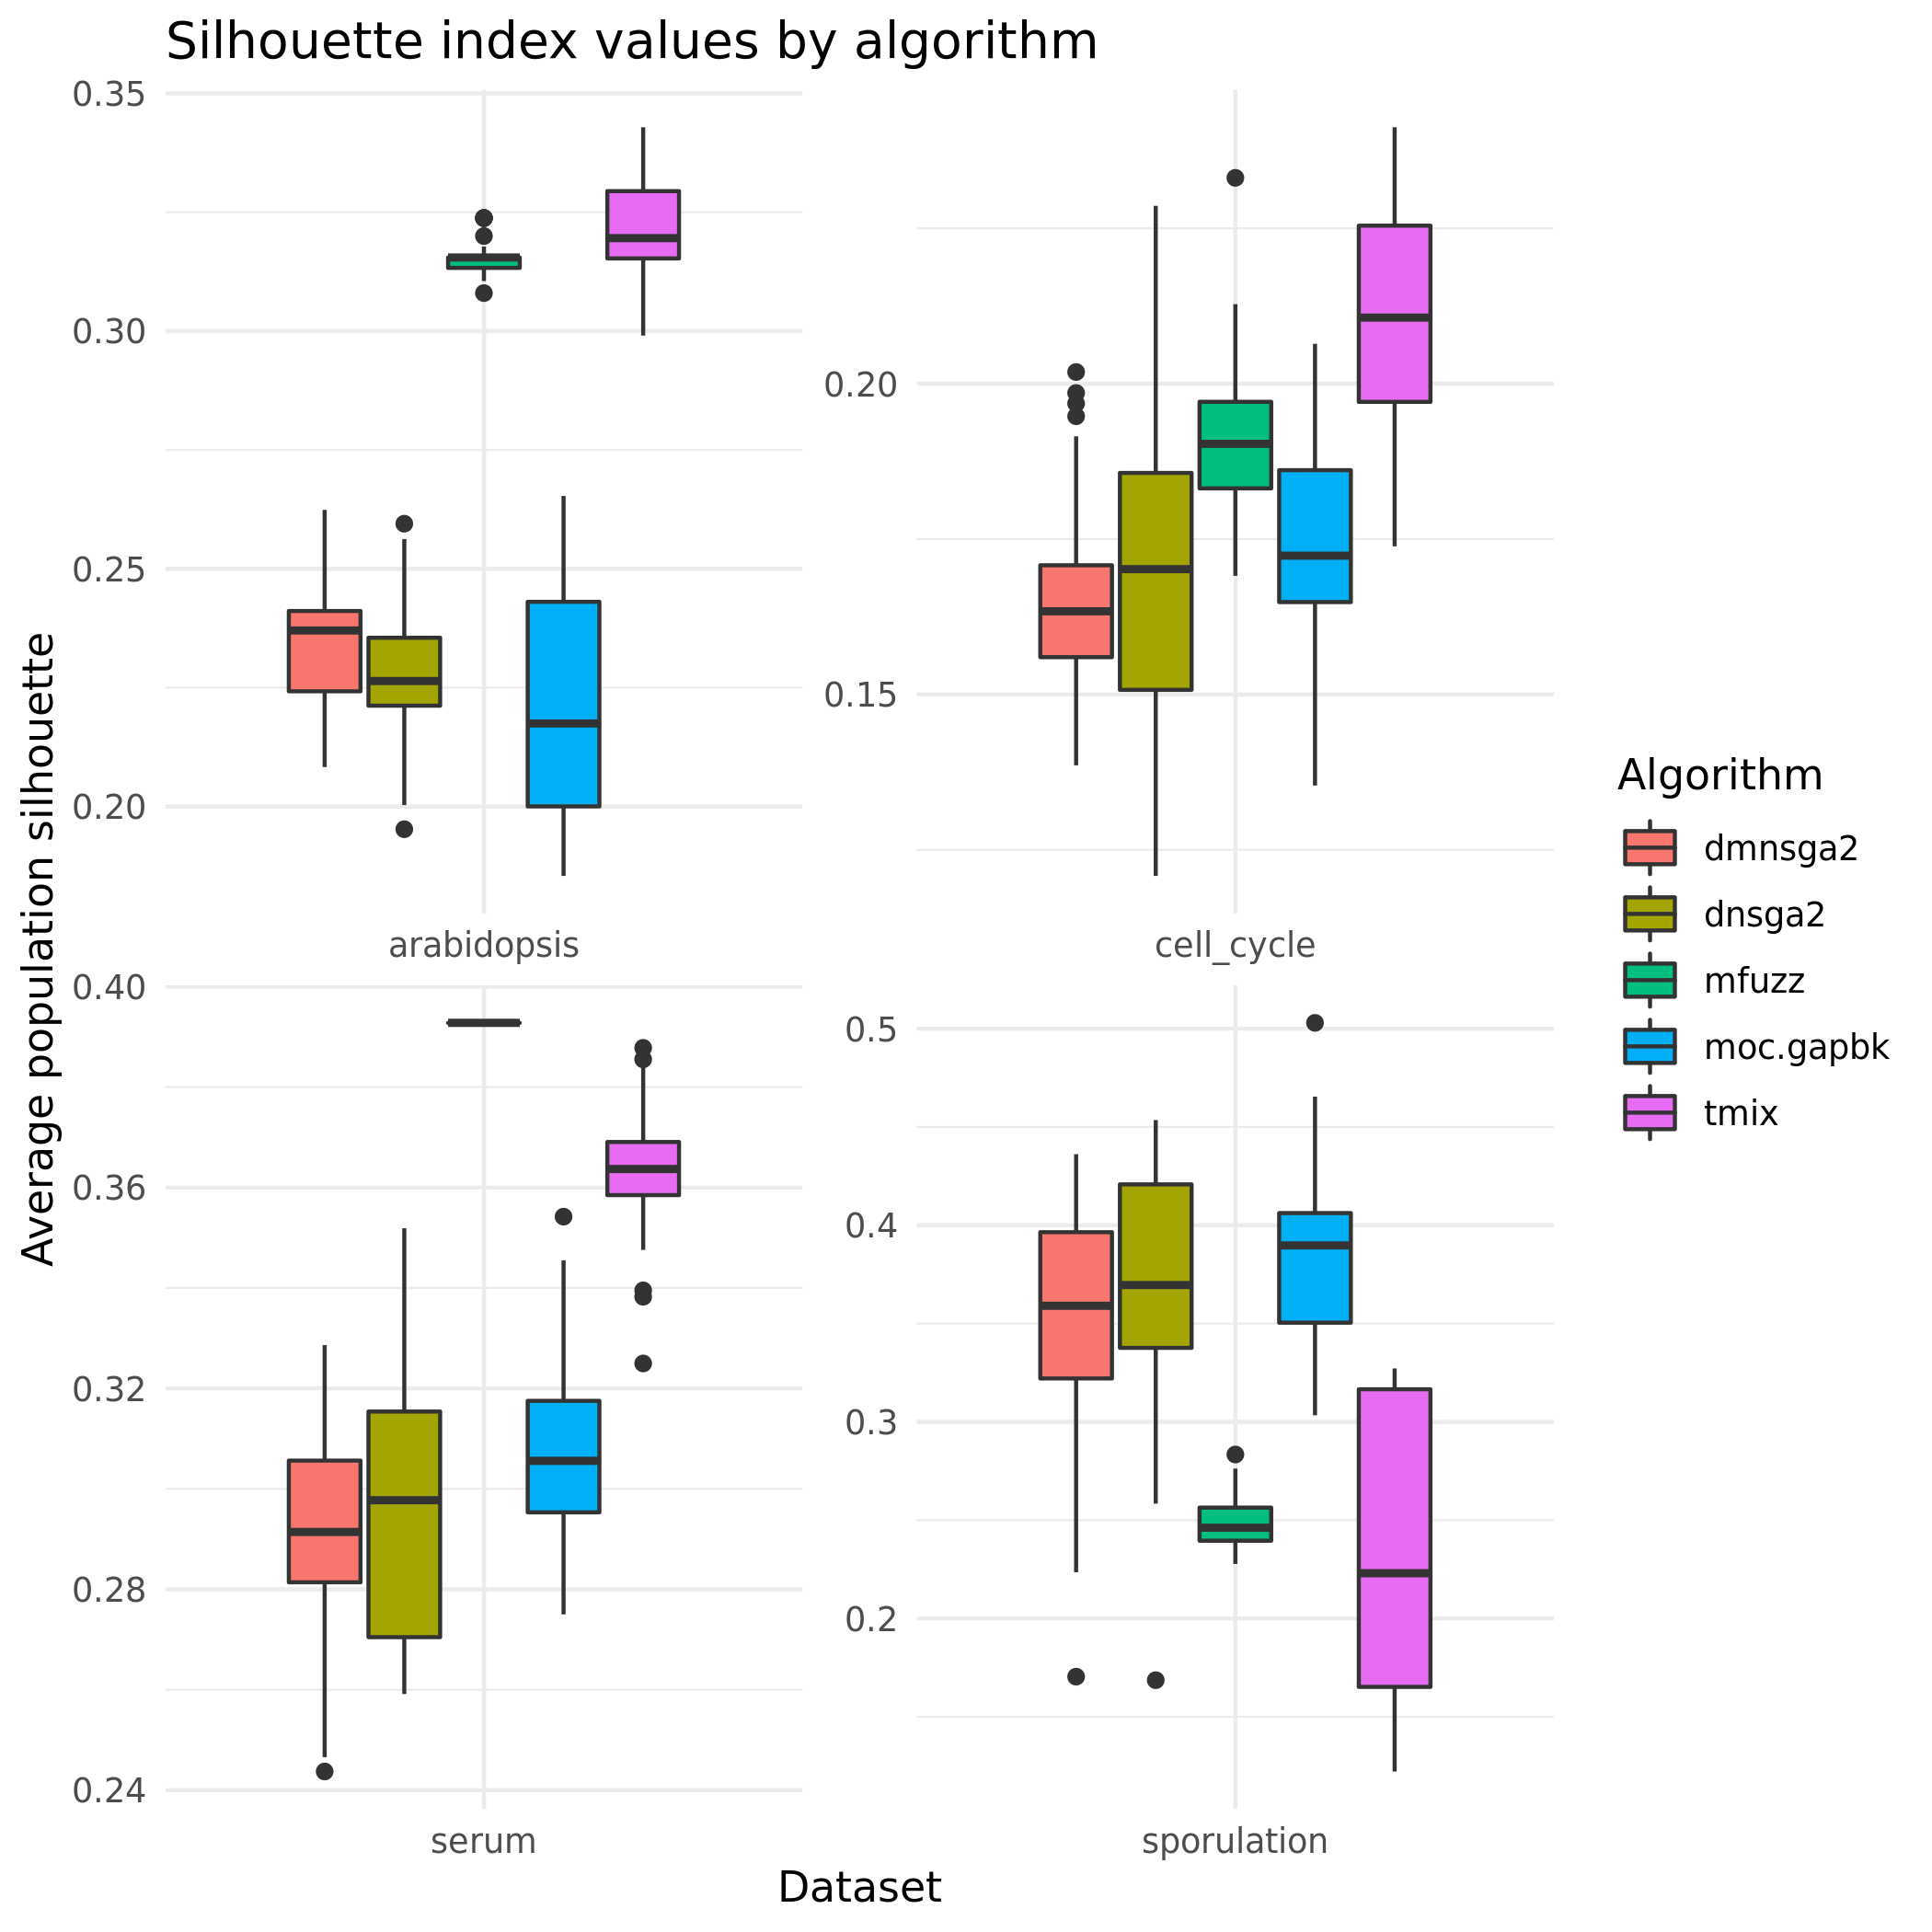 Silhouette index values by algorithm
Average population silhouette
0.35
0.30
0.25
0.20
arabidopsis
0.20
0.15
cell_cycle
0.40
0.36
0.32
0.28
0.24
serum
0.5
0.4
0.3
0.2
sporulation
Dataset
Algorithm
dmnsga2
dnsga2
mfuzz
moc.gapbk
tmix